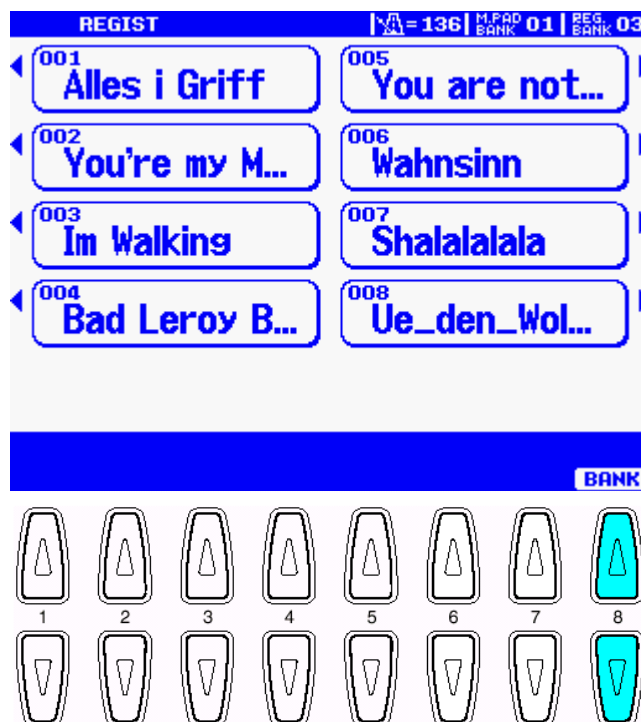 REGIST =136 M.PAD BANK 01 REG. BANK 03
001
Alles i Griff
002
You're my M...
003
Im Walking
004
Bad Leroy B...
005
You are not...
006
Wahnsinn
007
Shalalalala
008
Ue_den_Wol...
BANK
1 2 3 4 5 6 7 8